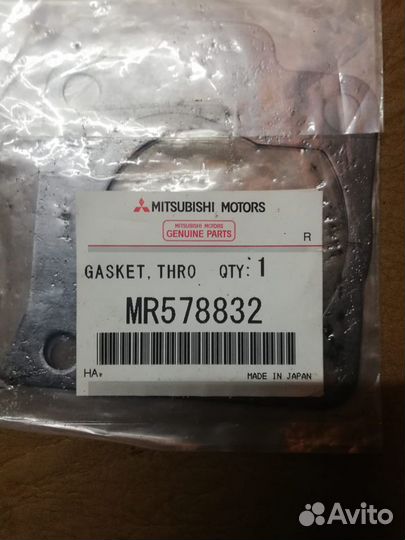 MITSUBISHI MOTORS
MITSUBISHI MOTORS
GENUINE PARTS
R
GASKET, THRO QTY: 1
MR578832
HA.
MADE IN JAPAN
Avito